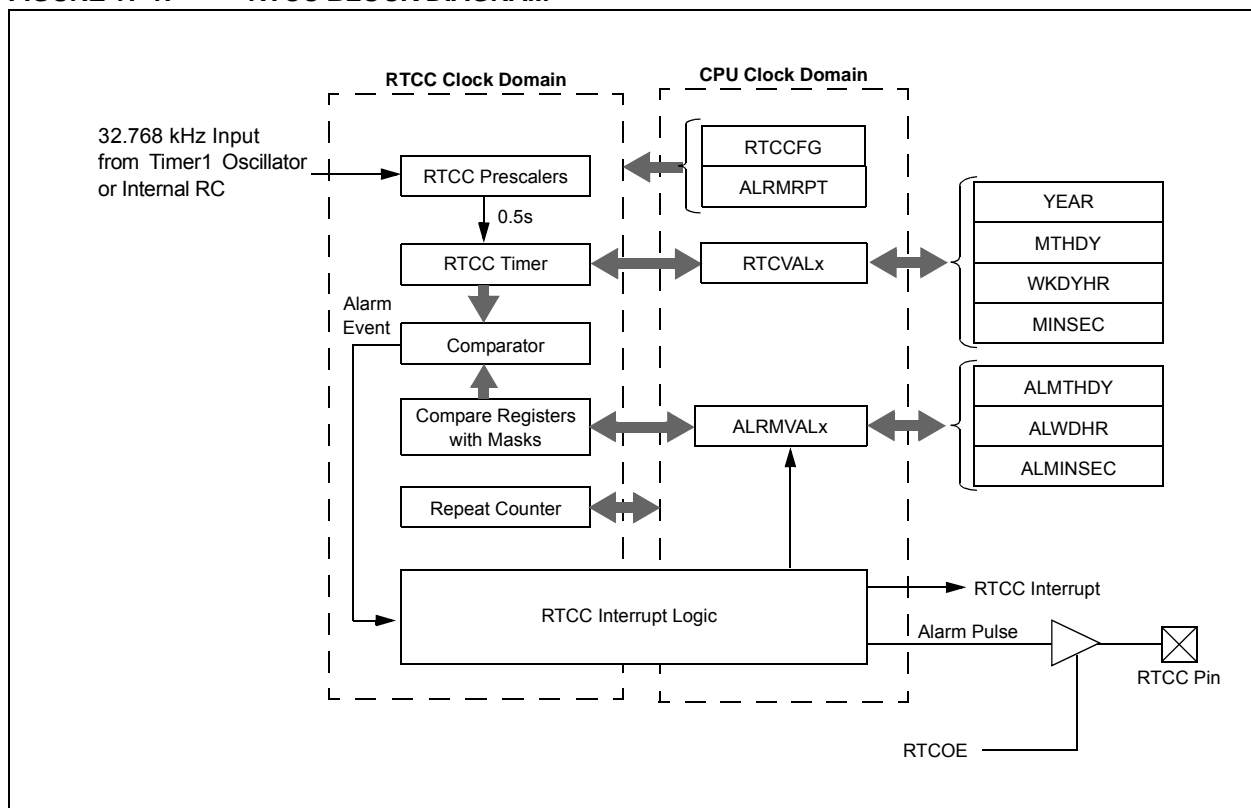 RTCC Clock Domain
CPU Clock Domain
32.768 kHz Input
from Timer1 Oscillator
or Internal RC
RTCC Prescalers
0.5s
RTCC Timer
Alarm
Event
Comparator
Compare Registers
with Masks
Repeat Counter
RTCC Interrupt Logic
RTCCFG
ALRMRPT
RTCVALx
ALRMVALx
YEAR
MTHDY
WKDYHR
MINSEC
ALMTHDY
ALWDHR
ALMINSEC
RTCC Interrupt
Alarm Pulse
RTCC Pin
RTCOE